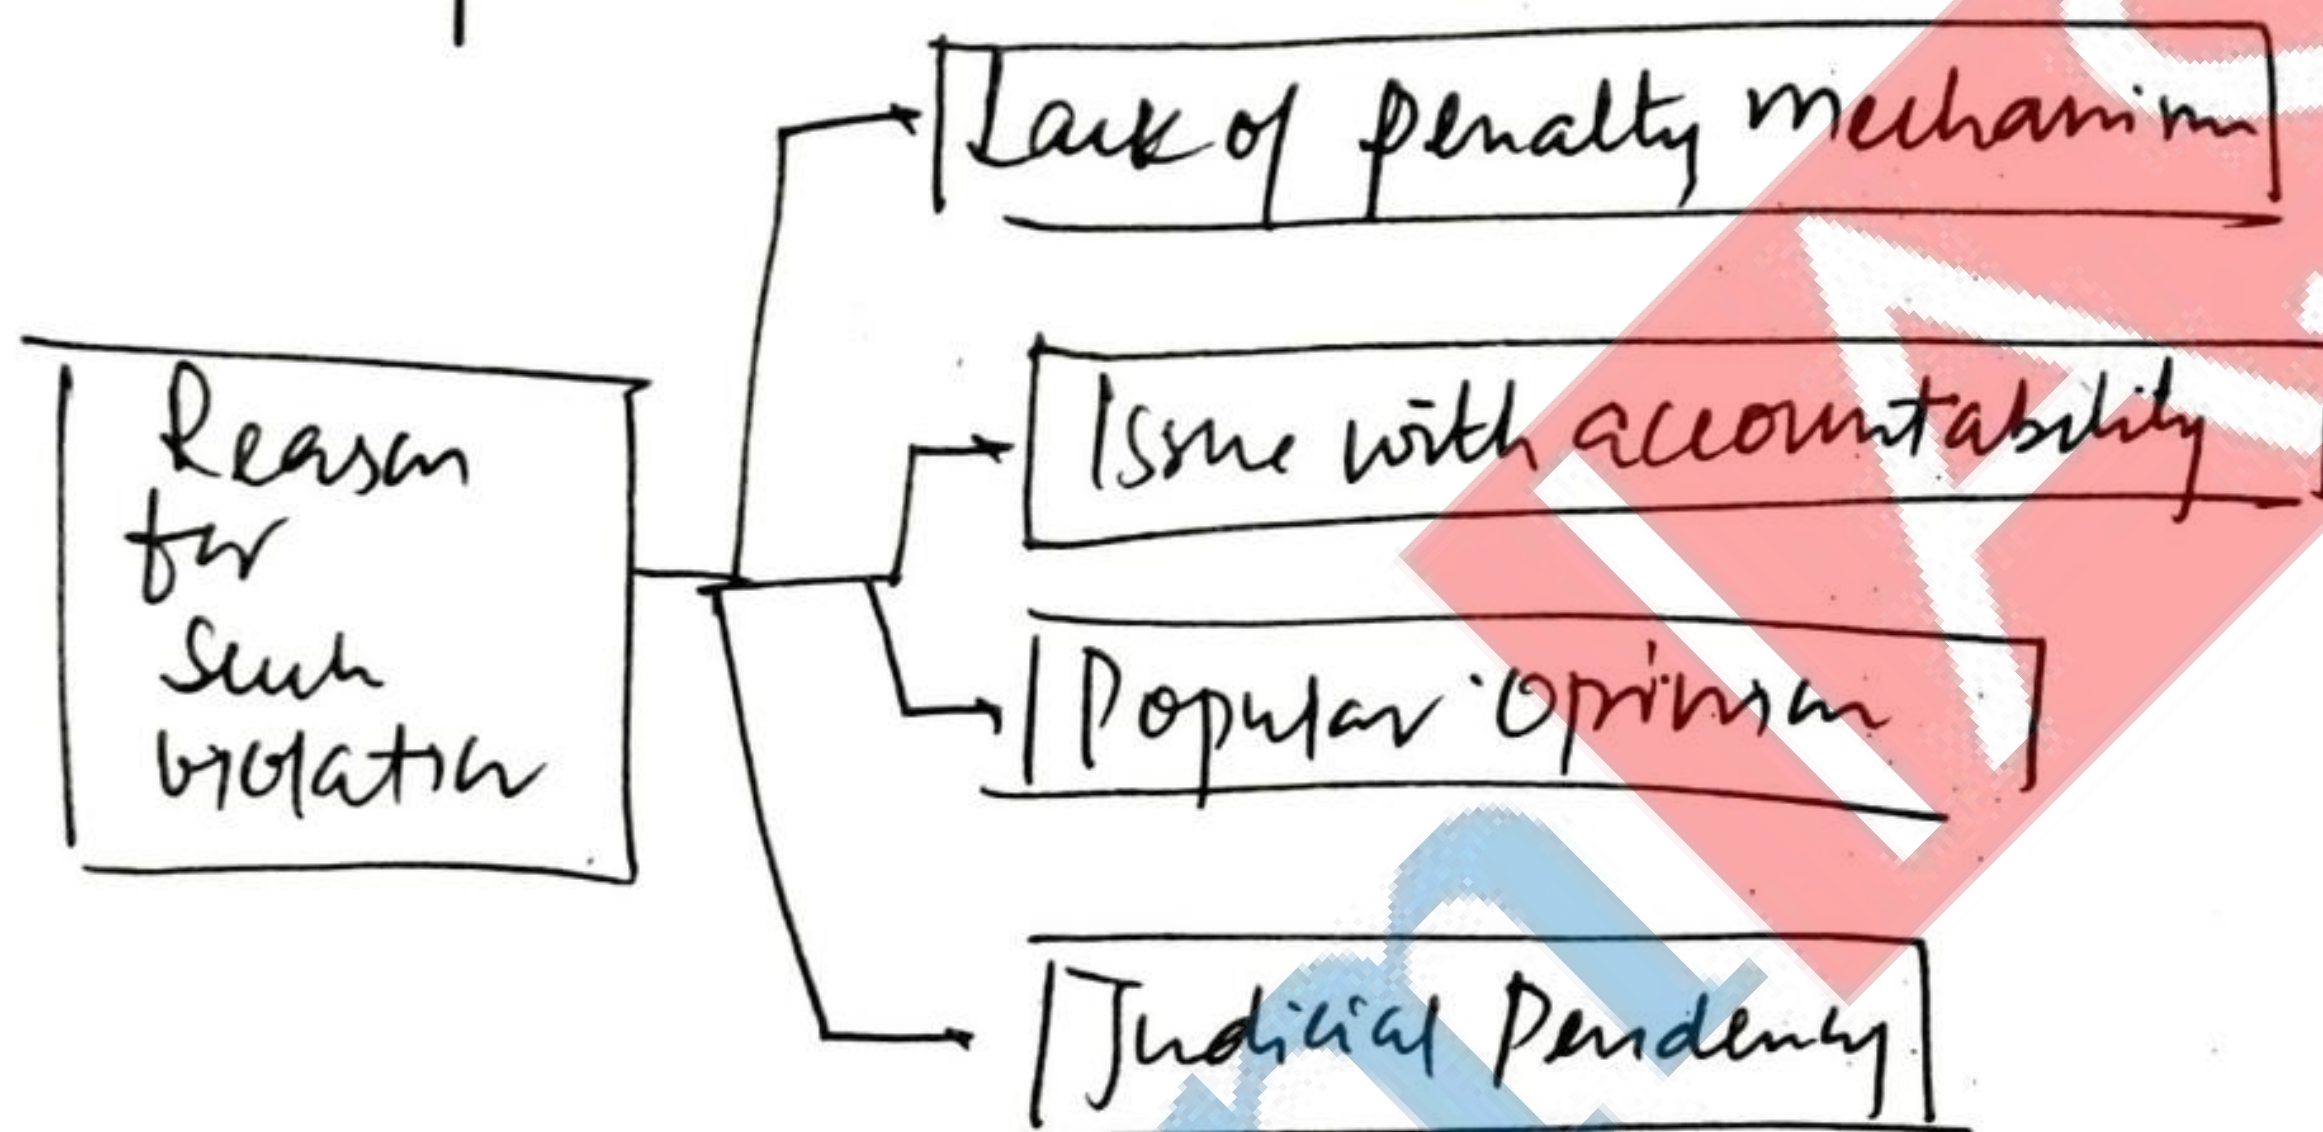 Lack of penalty mechanism
Reason
for
such
violation
Issue with accountability
Popular opinion
Judicial Pendency